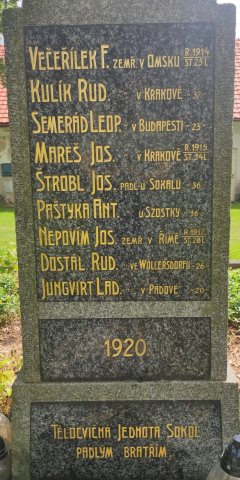 VEČEŘÍLEK F. ZEMŘ. V OMSKU R. 1914 ST. 25 L.
KULÍK RUD. " V KRAKOVĚ - 37
SEMERÁD LEOP. " V BUDAPEŠTI - 23
MAREŠ JOS. " V KRAKOVĚ R. 1915 ST. 34 L.
ŠTROBL JOS. PADL U SOKALU - 36
PAŠTYKA ANT. " U SZOSTKY - 36
NEPOVÍM JOS. ZEMR. V ŘÍMĚ R. 1917 ST. 28 L.
DOSTÁL RUD. " VE WÖLLERSDORFU - 26
JUNGVIRT LAD. " V PADOVĚ - 20
1920.
TĚLOCVIČNÁ JEDNOTA SOKOL
PADLÝM BRATŘÍM.